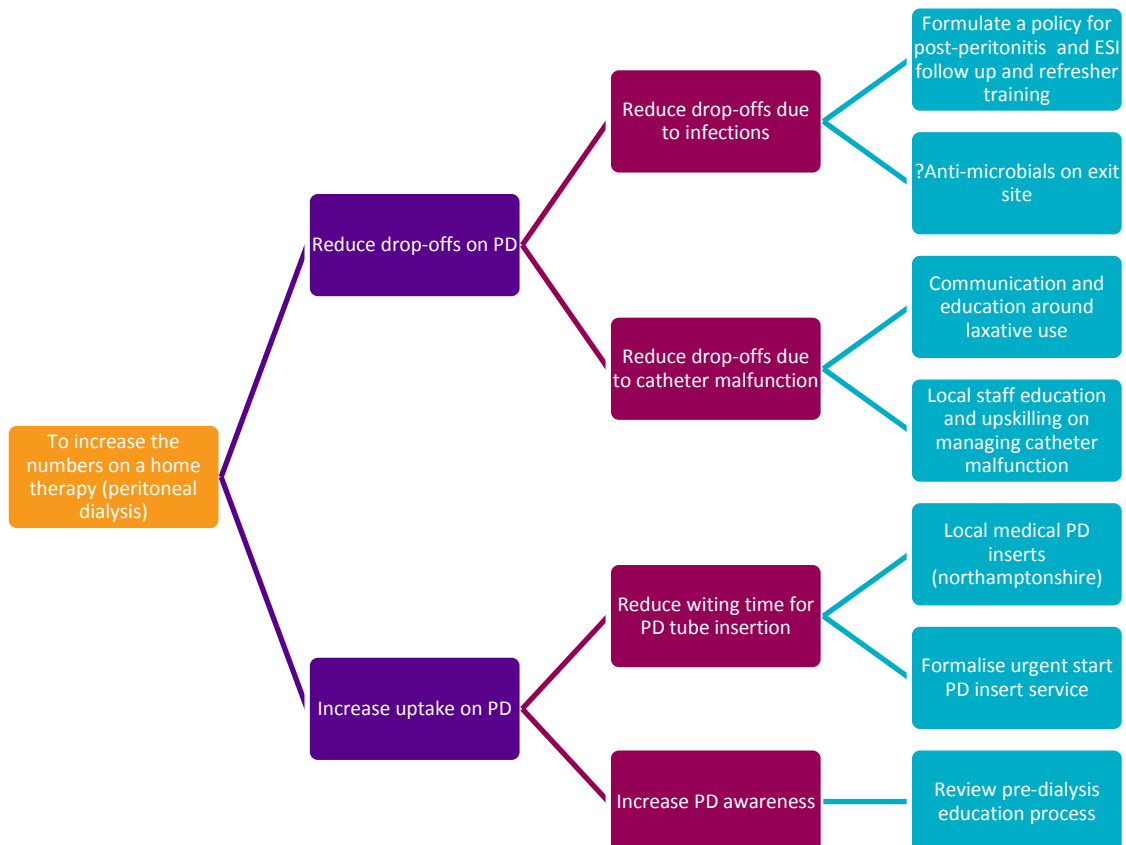 To increase the
numbers on a home
therapy (peritoneal
dialysis)
Reduce drop-offs on PD
Increase uptake on PD
Reduce drop-offs due
to infections
Reduce drop-offs due
to catheter malfunction
Reduce witing time for
PD tube insertion
Increase PD awareness
Formulate a policy for
post-peritonitis and ESI
follow up and refresher
training
?Anti-microbials on exit
site
Communication and
education around
laxative use
Local staff education
and upskilling on
managing catheter
malfunction
Local medical PD
inserts
(northamptonshire)
Formalise urgent start
PD insert service
Review pre-dialysis
education process